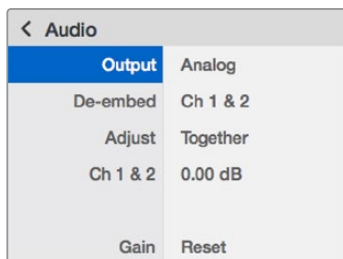 < Audio
Output Analog
De-embed Ch 1 & 2
Adjust Together
Ch 1 & 2 0.00 dB
Gain Reset